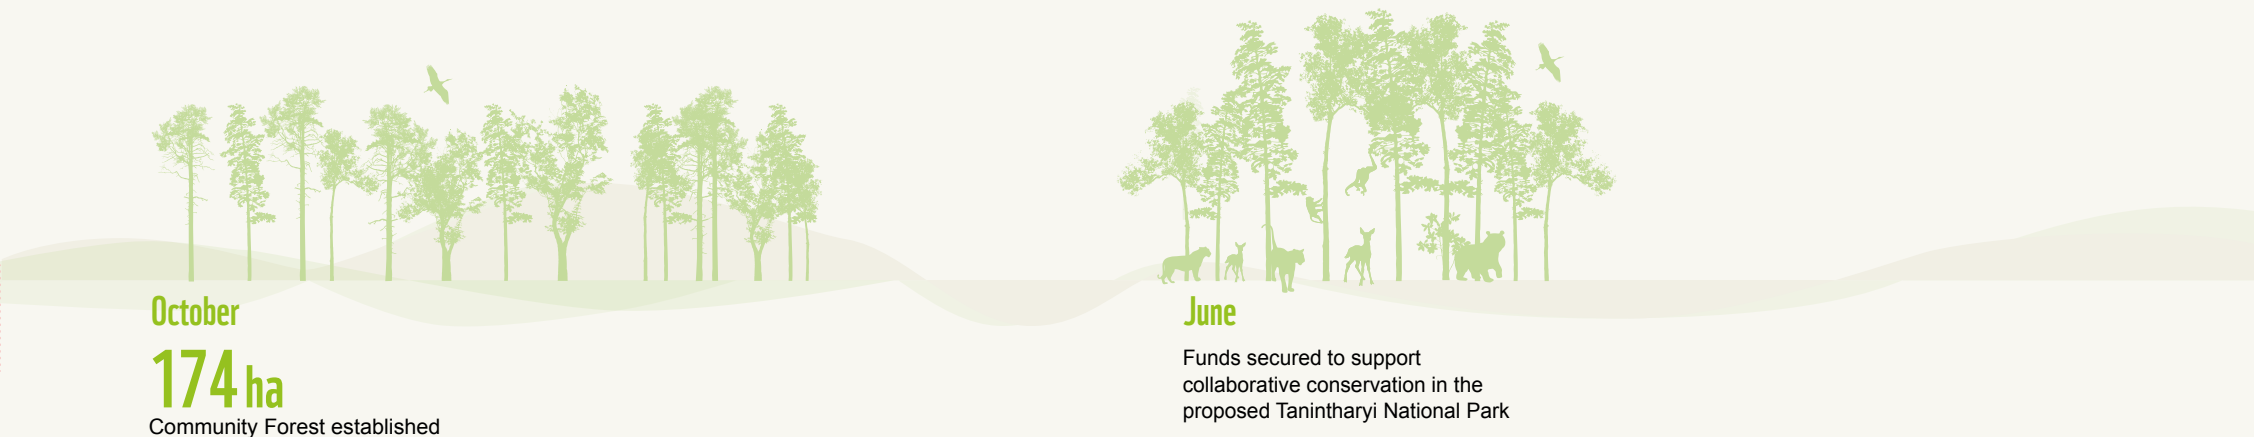 October
174 ha
Community Forest established
June
Funds secured to support
collaborative conservation in the
proposed Tanintharyi National Park